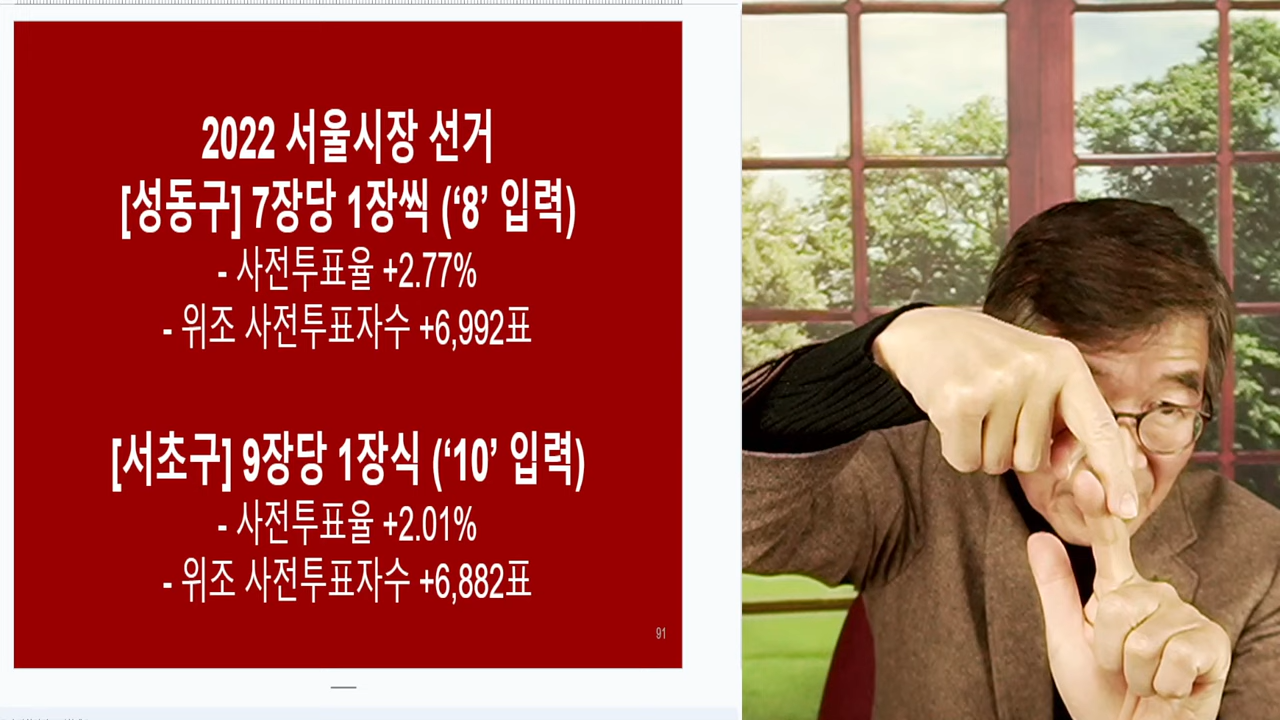 2022 서울시장 선거
[성동구] 7장당 1장씩 (‘8’ 입력)
- 사전투표율 +2.77%
- 위조 사전투표자수 +6,992표
[서초구] 9장당 1장식 (‘10’ 입력)
- 사전투표율 +2.01%
- 위조 사전투표자수 +6,882표
91